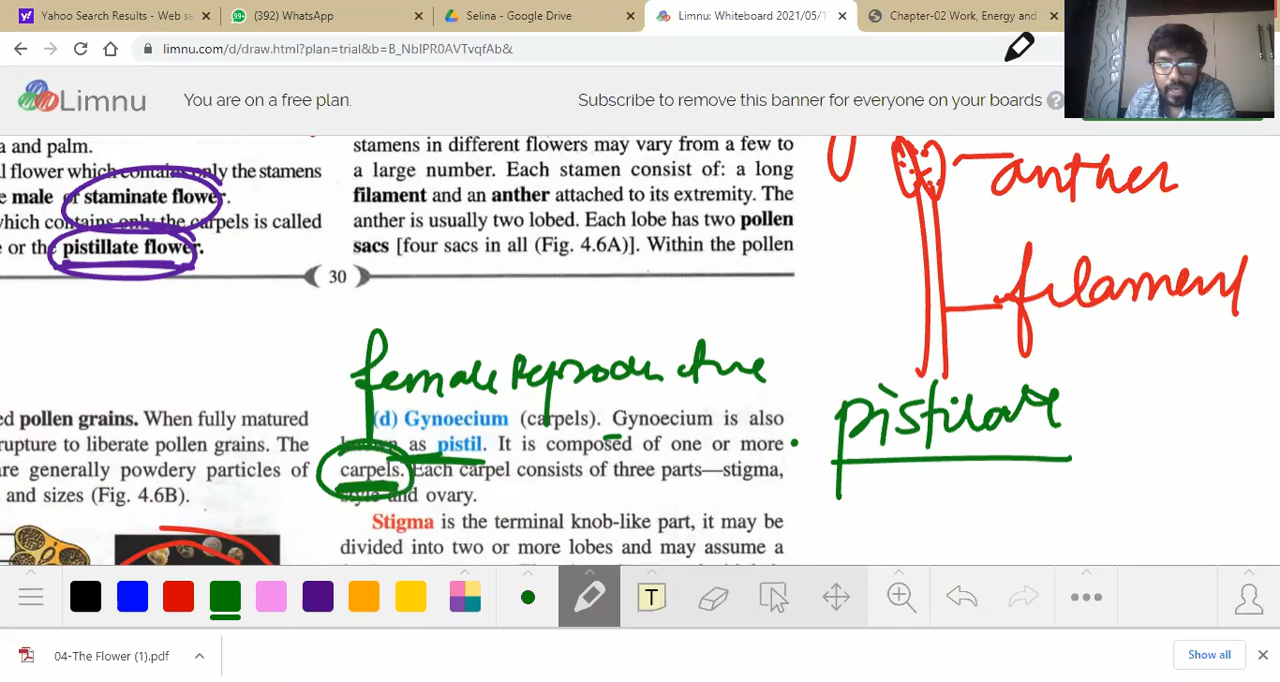 Yahoo Search Results - Web se
(392) WhatsApp
Selina - Google Drive
Limnu: Whiteboard 2021/05/1
Chapter-02 Work, Energy and
limnu.com/d/draw.html?plan=trial&b=B_NbIPR0AVTvqfAb&
Limnu
You are on a free plan.
Subscribe to remove this banner for everyone on your boards
a and palm.
al flower which contains only the stamens
e male or staminate flower.
which contains only the carpels is called
e or the pistillate flower.
stamens in different flowers may vary from a few to
a large number. Each stamen consist of: a long
filament and an anther attached to its extremity. The
anther is usually two lobed. Each lobe has two pollen
sacs [four sacs in all (Fig. 4.6A)]. Within the pollen
30
anther
filament
pistilate
female Reproductive
ed pollen grains. When fully matured
rupture to liberate pollen grains. The
are generally powdery particles of
and sizes (Fig. 4.6B).
(d) Gynoecium (carpels). Gynoecium is also
known as pistil. It is composed of one or more
carpels. Each carpel consists of three parts—stigma,
style and ovary.
Stigma is the terminal knob-like part, it may be
divided into two or more lobes and may assume a
T
04-The Flower (1).pdf
Show all